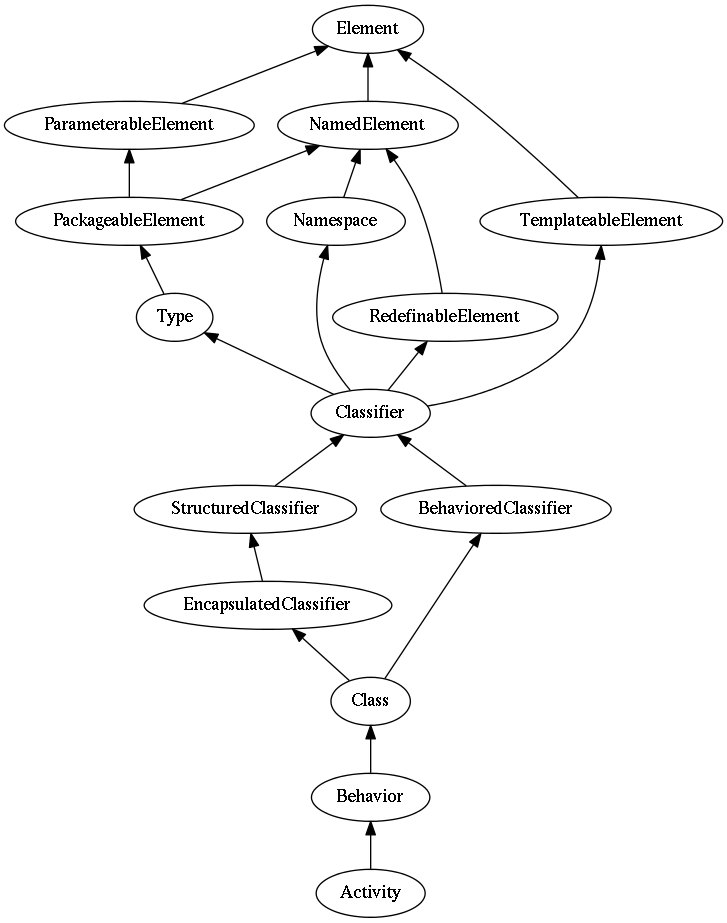 Element
ParameterableElement
NamedElement
PackageableElement
Namespace
TemplateableElement
Type
RedefinableElement
Classifier
StructuredClassifier
BehavioredClassifier
EncapsulatedClassifier
Class
Behavior
Activity